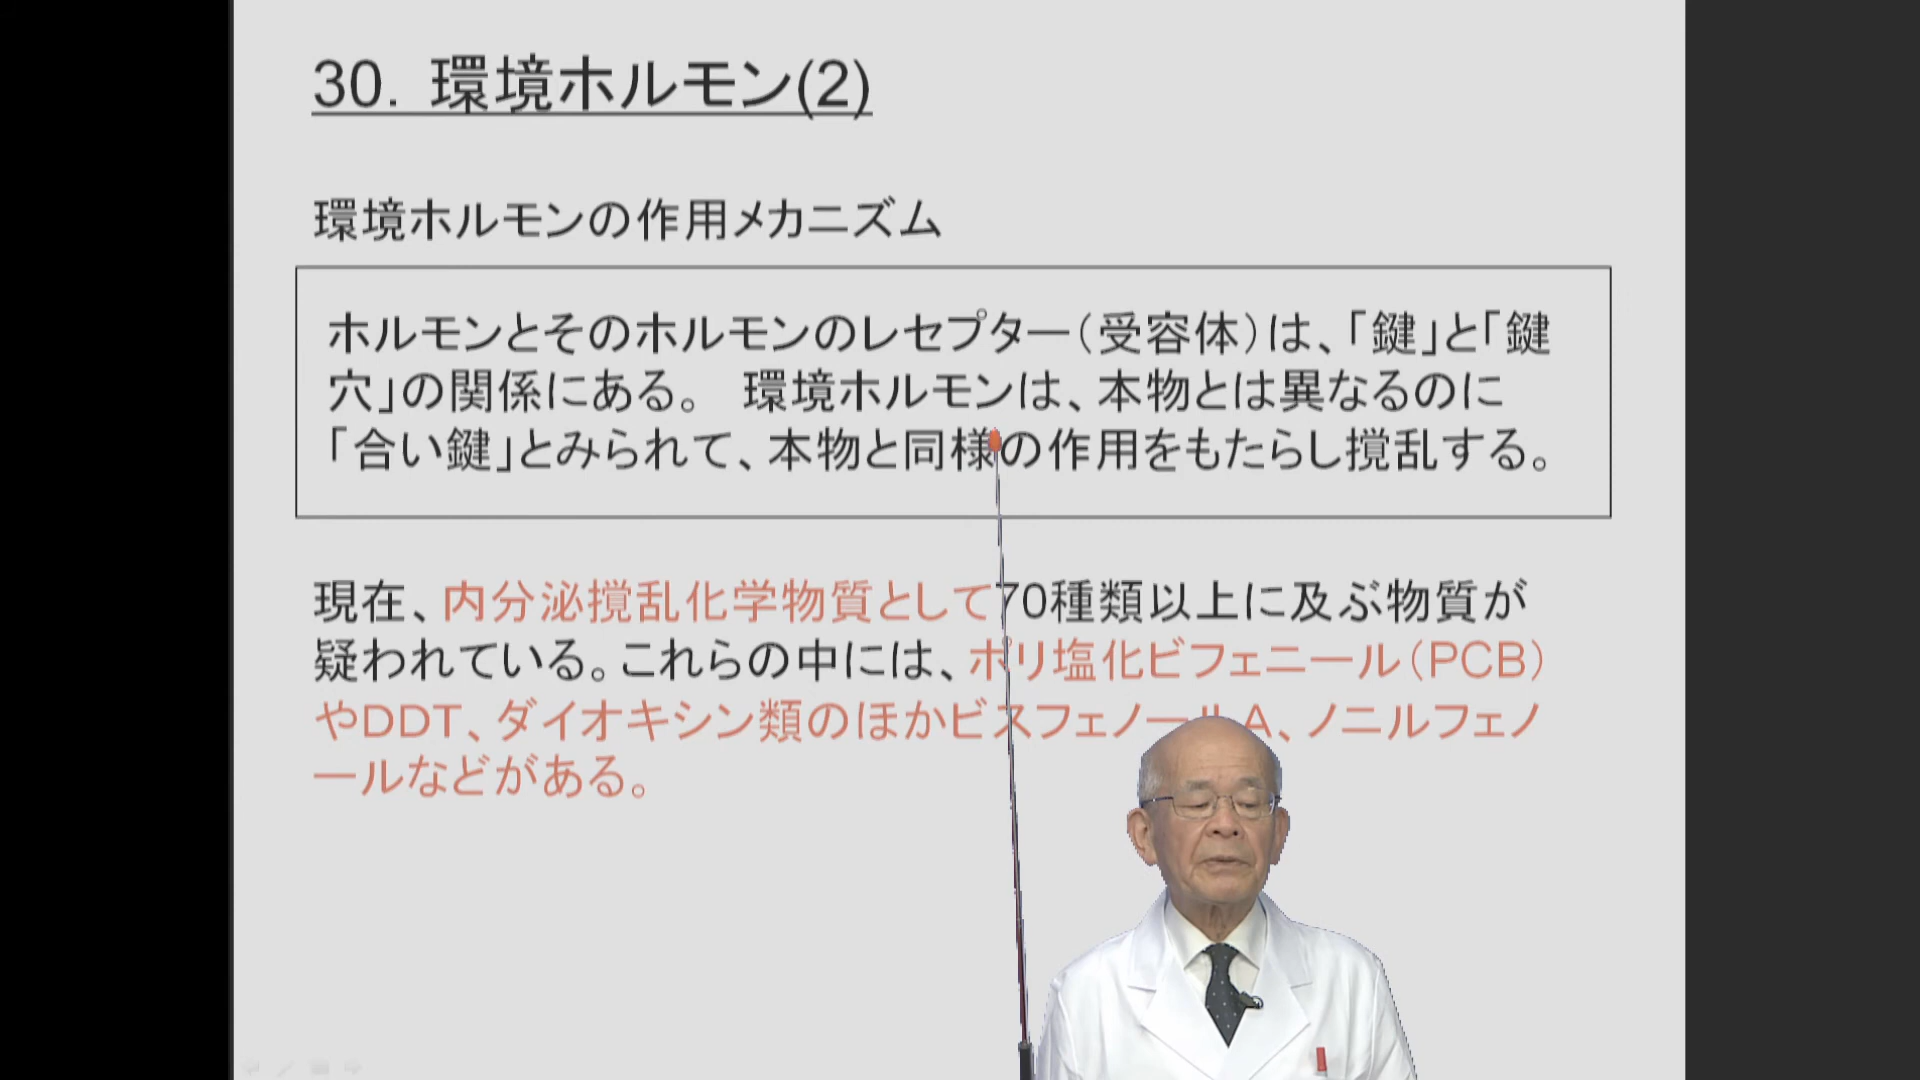 30. 環境ホルモン(2)
環境ホルモンの作用メカニズム
ホルモンとそのホルモンのレセプター（受容体）は、「鍵」と「鍵
穴」の関係にある。 環境ホルモンは、本物とは異なるのに
「合い鍵」とみられて、本物と同様の作用をもたらし撹乱する。
現在、内分泌撹乱化学物質として70種類以上に及ぶ物質が
疑われている。これらの中には、ポリ塩化ビフェニール（PCB）
やDDT、ダイオキシン類のほかビスフェノールA、ノニルフェノ
ールなどがある。